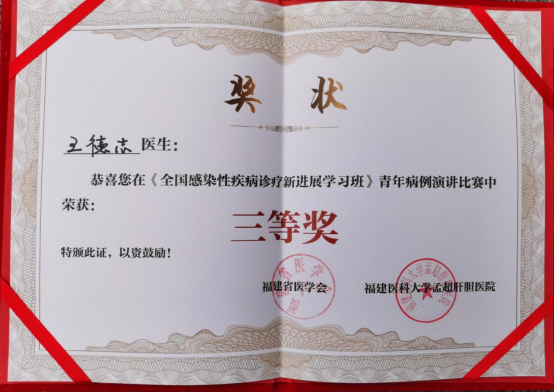 奖状
王德志 医生：
恭喜您在《全国感染性疾病诊疗新进展学习班》青年病例演讲比赛中
荣获：
三等奖
特颁此证，以资鼓励！
福建省医学会 福建医科大学孟超肝胆医院